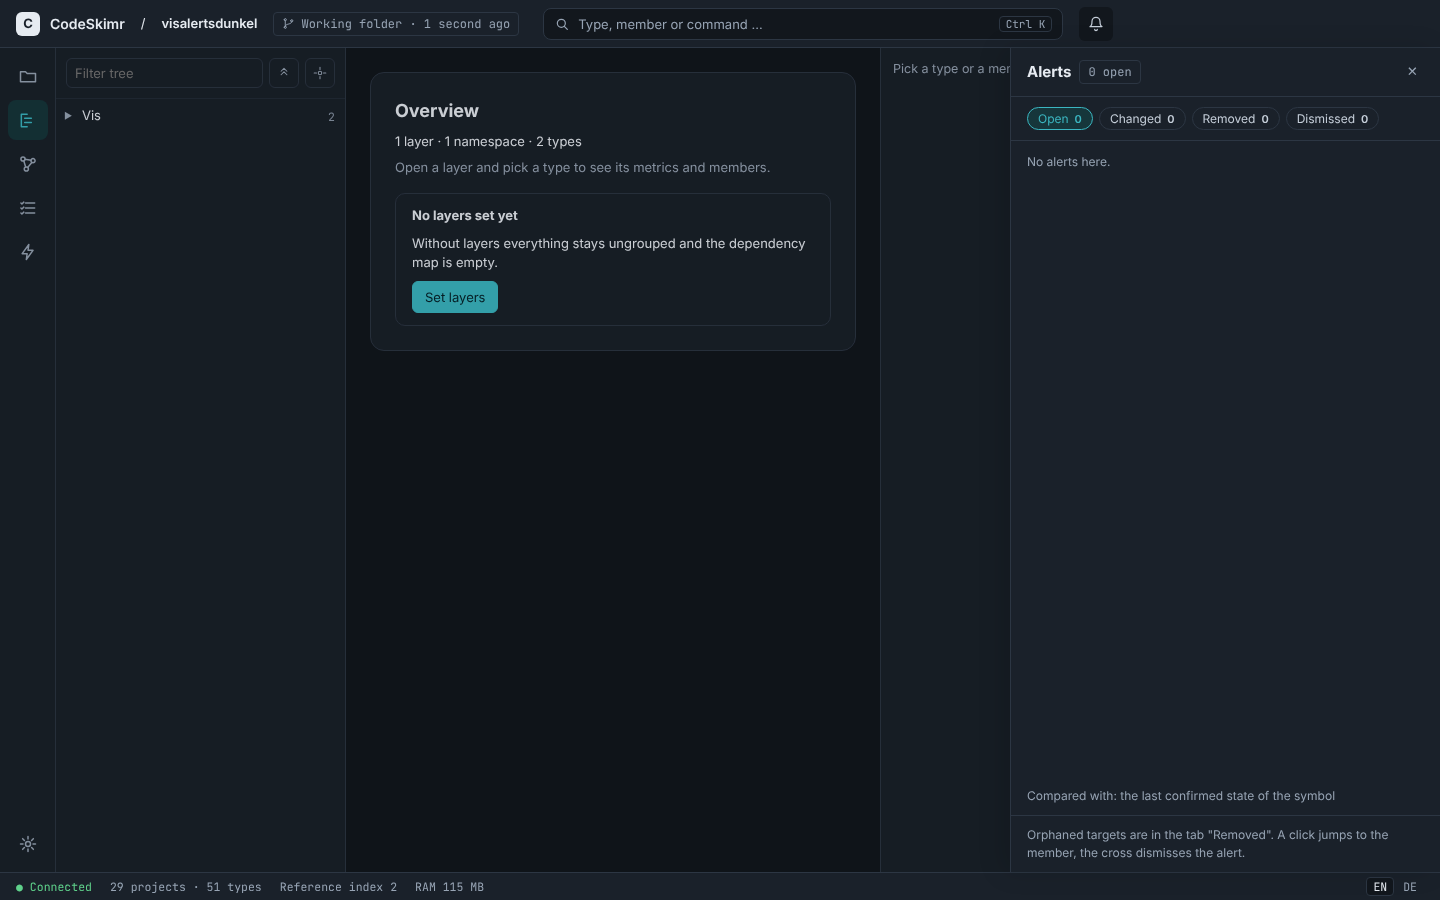 C CodeSkimr / visalertsdunkel Working folder · 1 second ago Type, member or command ... Ctrl K
Filter tree
Vis 2
Overview
1 layer · 1 namespace · 2 types
Open a layer and pick a type to see its metrics and members.
No layers set yet
Without layers everything stays ungrouped and the dependency
map is empty.
Set layers
Pick a type or a mer
Alerts 0 open ×
Open 0 Changed 0 Removed 0 Dismissed 0
No alerts here.
Compared with: the last confirmed state of the symbol
Orphaned targets are in the tab "Removed". A click jumps to the
member, the cross dismisses the alert.
Connected 29 projects · 51 types Reference index 2 RAM 115 MB EN DE